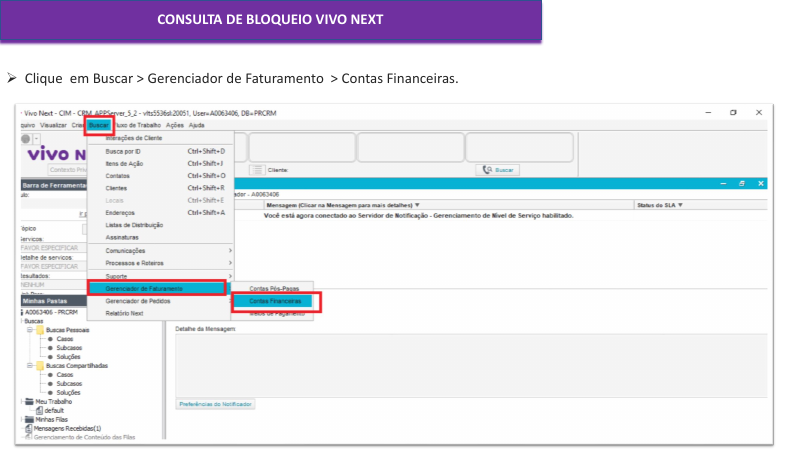 CONSULTA DE BLOQUEIO VIVO NEXT
Clique em Buscar > Gerenciador de Faturamento > Contas Financeiras.
Vivo Next - CIM - CRM_APPServer_5_2 - vlts5536sl:20051, User=A0063406, DB=PRCRM
quivo Visualizar Criar Buscar Fluxo de Trabalho Ações Ajuda
Interações de Cliente
Busca por ID Ctrl+Shift+D
Itens de Ação Ctrl+Shift+J
Contatos Ctrl+Shift+O
Clientes Ctrl+Shift+R
Locais Ctrl+Shift+E
Endereços Ctrl+Shift+A
Listas de Distribuição
Assinaturas
Comunicações
Processos e Roteiros
Suporte
Gerenciador de Faturamento
Gerenciador de Pedidos
Relatório Next
Contas Pós-Pagas
Contas Financeiras
Meios de Pagamento
vivo N
Contexto Priv
Cliente:
Buscar
Barra de Ferramenta
ador - A0063406
Mensagem (Clicar na Mensagem para mais detalhes)
Status do SLA
Você está agora conectado ao Servidor de Notificação - Gerenciamento de Nível de Serviço habilitado.
ópico
ervicos:
FAVOR ESPECIFICAR
etalhe de servicos:
FAVOR ESPECIFICAR
esultados:
NENHUM
Minhas Pastas
A0063406 - PRCRM
Buscas
Buscas Pessoais
Casos
Subcasos
Soluções
Buscas Compartilhadas
Casos
Subcasos
Soluções
Meu Trabalho
default
Minhas Filas
Mensagens Recebidas(1)
Gerenciamento de Conteúdo das Filas
Detalhe da Mensagem:
Preferências do Notificador